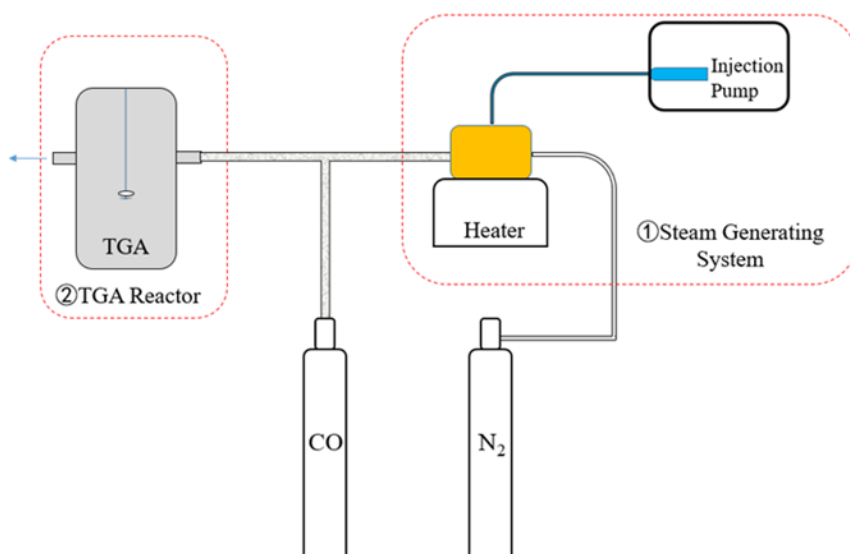 Injection
Pump
Heater
①Steam Generating
System
TGA
②TGA Reactor
CO
N₂